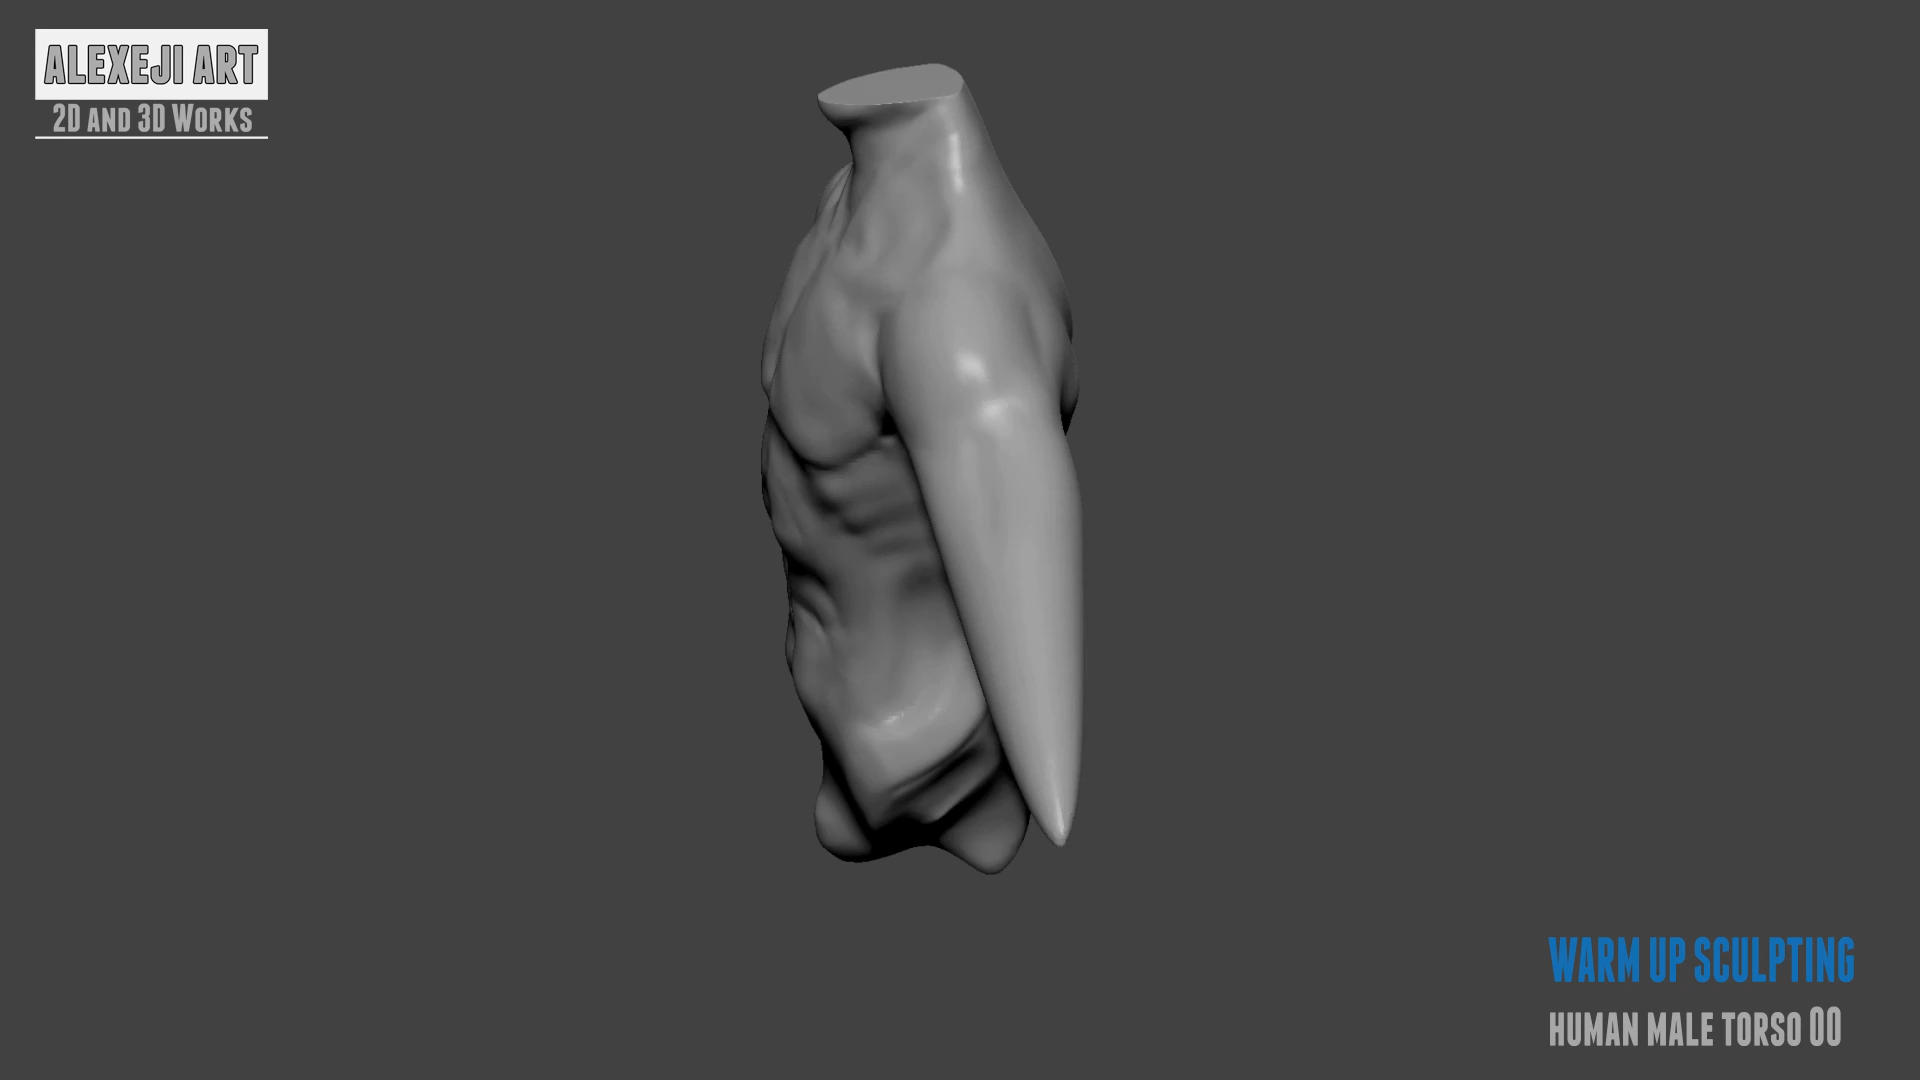 ALEXEJI ART
2D AND 3D WORKS
WARM UP SCULPTING
HUMAN MALE TORSO 00